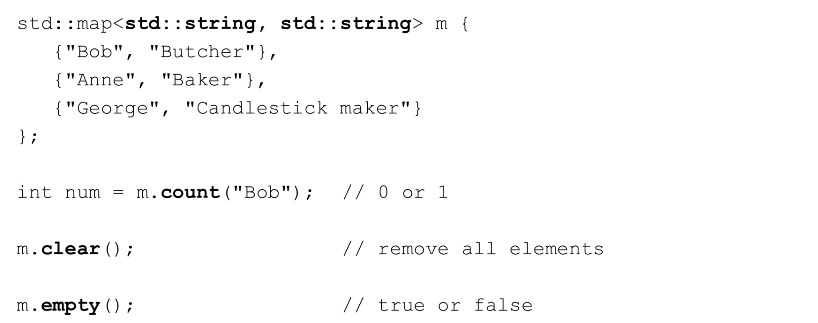 std::map<std::string, std::string> m {
   {"Bob", "Butcher"},
   {"Anne", "Baker"},
   {"George", "Candlestick maker"}
};
int num = m.count("Bob");  // 0 or 1
m.clear();                 // remove all elements
m.empty();                 // true or false